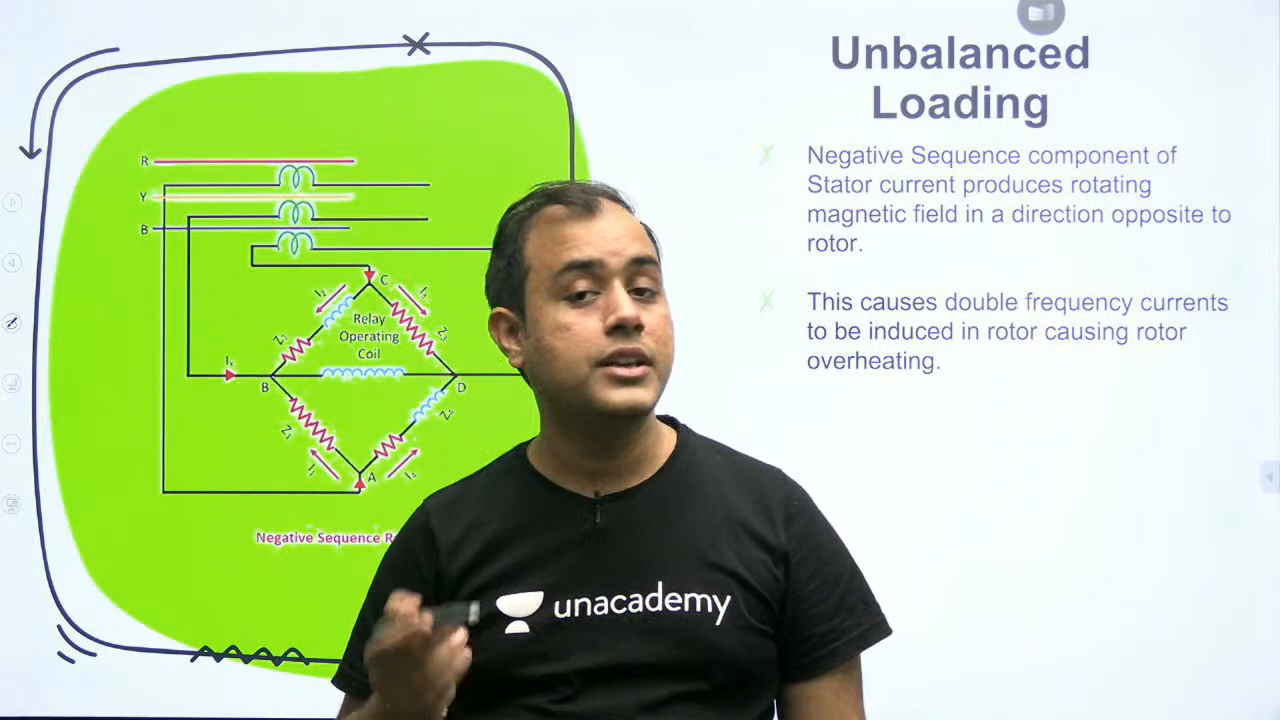 Unbalanced
Loading
Negative Sequence component of
Stator current produces rotating
magnetic field in a direction opposite to
rotor.
This causes double frequency currents
to be induced in rotor causing rotor
overheating.
R
Y
B
C
Relay
Operating
Coil
Z3
B
D
A
Negative Sequence
unacademy